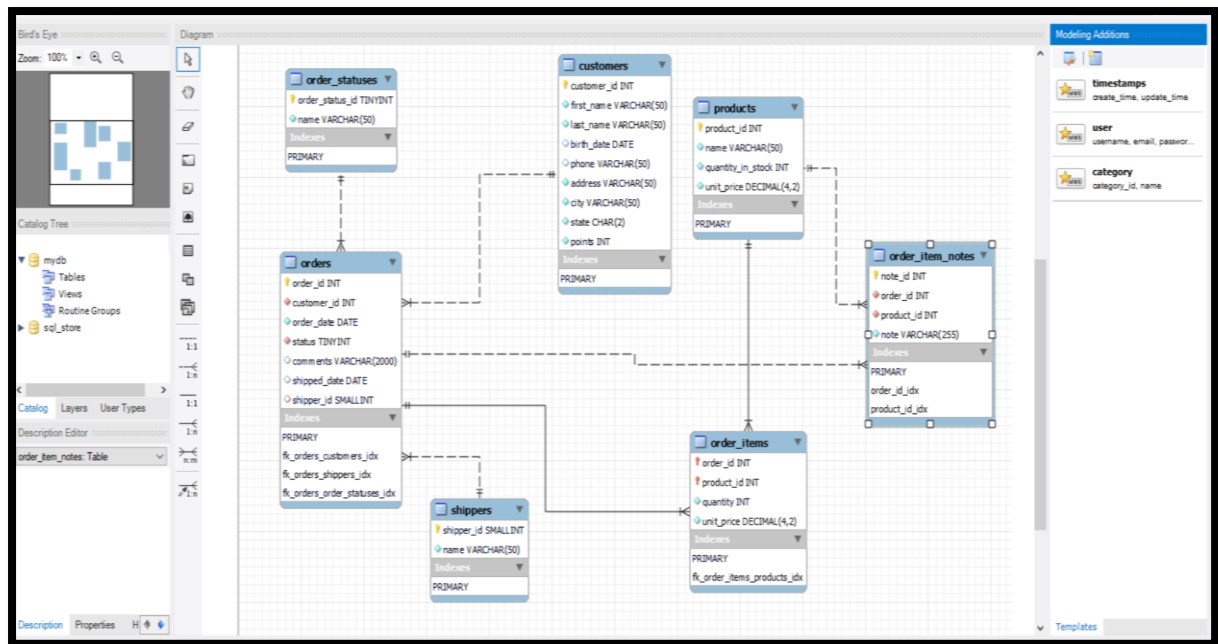 Bird's Eye
Zoom: 100%
Catalog Tree
mydb
Tables
Views
Routine Groups
sql_store
Catalog Layers User Types
Description Editor
order_item_notes: Table
Description Properties H
Diagram
1:1
1:n
1:1
1:n
n:m
1:n
order_statuses
order_status_id TINYINT
name VARCHAR(50)
Indexes
PRIMARY
customers
customer_id INT
first_name VARCHAR(50)
last_name VARCHAR(50)
birth_date DATE
phone VARCHAR(50)
address VARCHAR(50)
city VARCHAR(50)
state CHAR(2)
points INT
Indexes
PRIMARY
products
product_id INT
name VARCHAR(50)
quantity_in_stock INT
unit_price DECIMAL(4,2)
Indexes
PRIMARY
orders
order_id INT
customer_id INT
order_date DATE
status TINYINT
comments VARCHAR(2000)
shipped_date DATE
shipper_id SMALLINT
Indexes
PRIMARY
fk_orders_customers_idx
fk_orders_shippers_idx
fk_orders_order_statuses_idx
order_item_notes
note_id INT
order_id INT
product_id INT
note VARCHAR(255)
Indexes
PRIMARY
order_id_idx
product_id_idx
shippers
shipper_id SMALLINT
name VARCHAR(50)
Indexes
PRIMARY
order_items
order_id INT
product_id INT
quantity INT
unit_price DECIMAL(4,2)
Indexes
PRIMARY
fk_order_items_products_idx
Modeling Additions
timestamps
create_time, update_time
user
username, email, passwor...
category
category_id, name
Templates